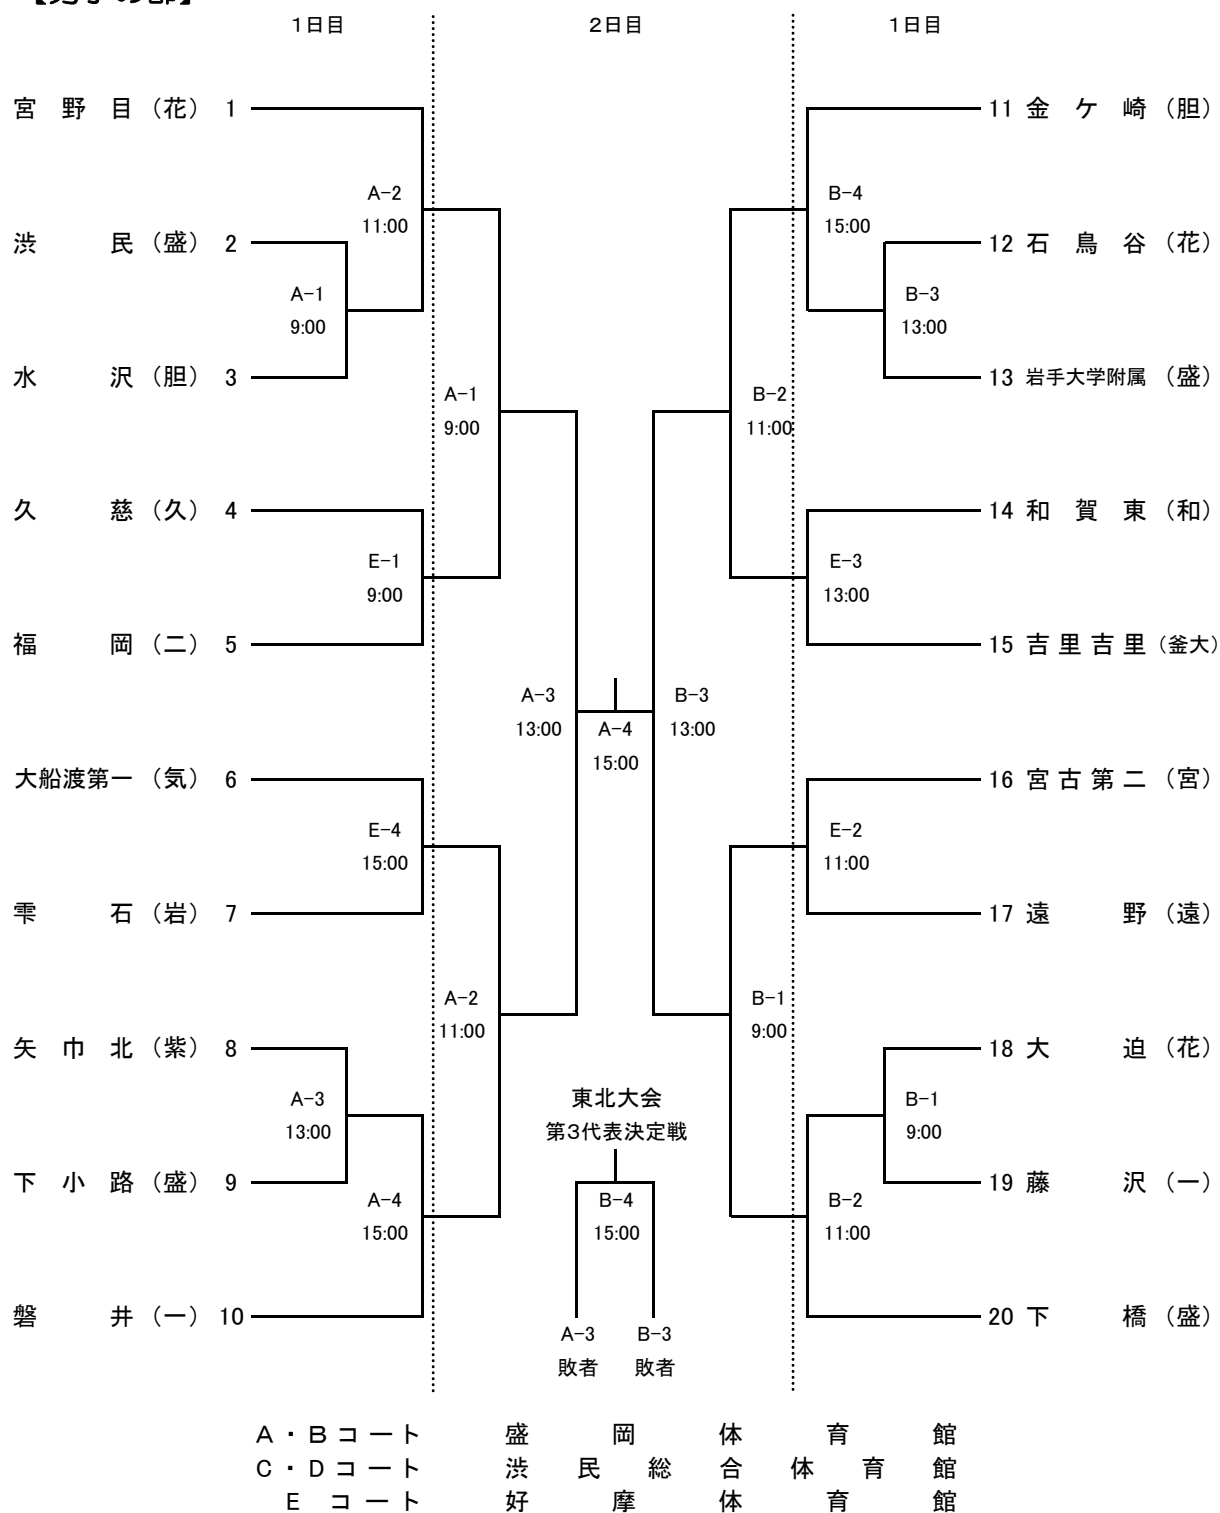 1日目 2日目 1日目
宮野目（花） 1
11 金ケ崎（胆）
A-2 B-4
11:00 15:00
渋民（盛） 2
12 石鳥谷（花）
A-1 B-3
9:00 13:00
水沢（胆） 3
13 岩手大学附属（盛）
A-1 B-2
9:00 11:00
久慈（久） 4
14 和賀東（和）
E-1 E-3
9:00 13:00
福岡（二） 5
15 吉里吉里（釜大）
A-3 B-3
13:00 A-4 13:00
15:00
大船渡第一（気） 6
16 宮古第二（宮）
E-4 E-2
15:00 11:00
雫石（岩） 7
17 遠野（遠）
A-2 B-1
11:00 9:00
矢巾北（紫） 8
18 大迫（花）
A-3 東北大会 B-1
13:00 第3代表決定戦 9:00
下小路（盛） 9
19 藤沢（一）
A-4 B-4 B-2
15:00 15:00 11:00
磐井（一） 10
20 下橋（盛）
A-3 B-3
敗者 敗者
A・Bコート 盛岡体育館
C・Dコート 渋民総合体育館
Eコート 好摩体育館